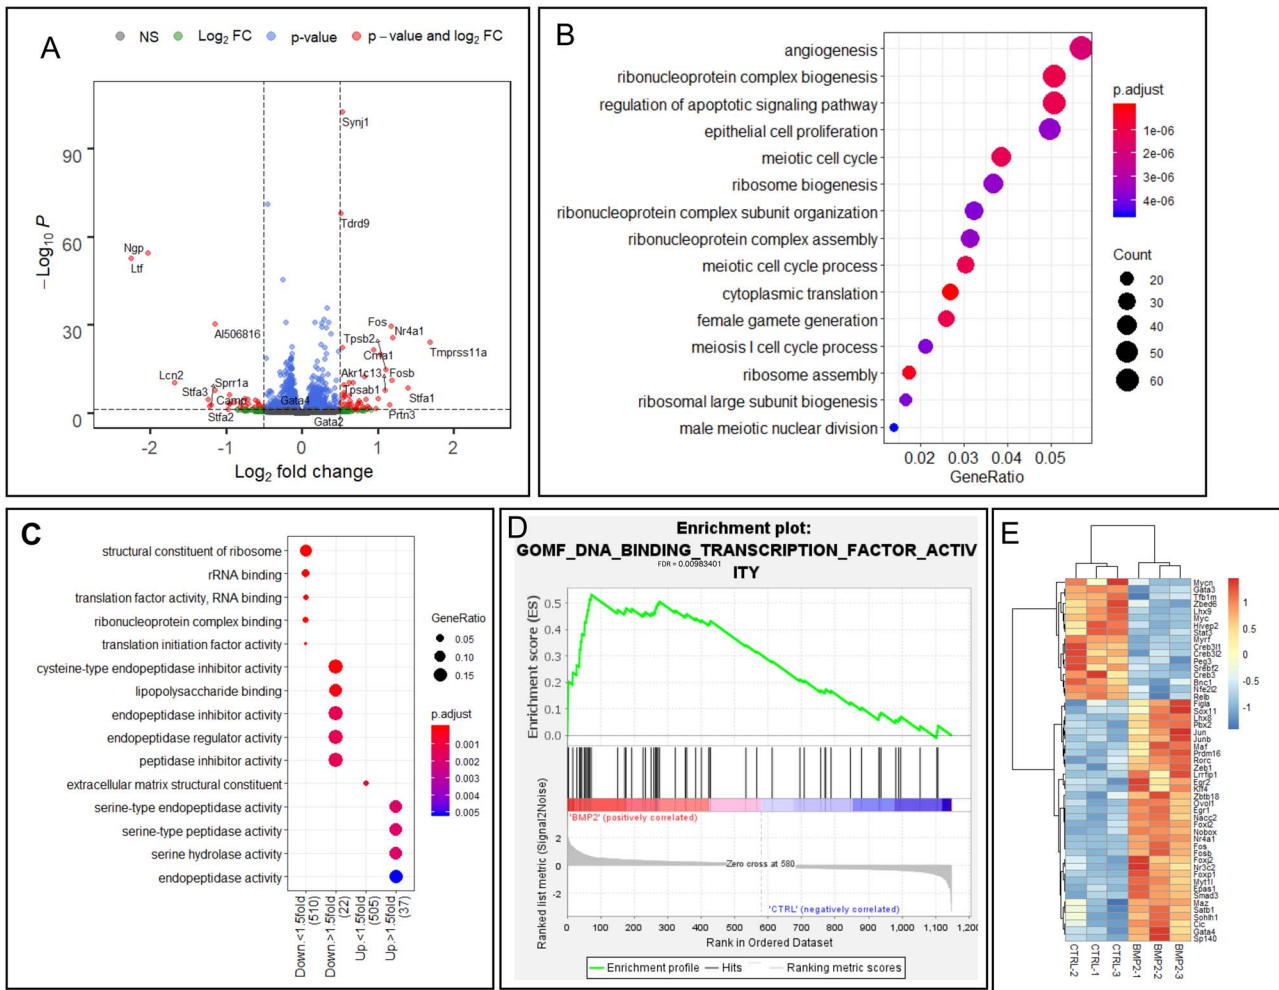 A
NS Log2 FC p-value p – value and log2 FC
Synj1
Tdrd9
Ngp
Ltf
AI506816
Fos
Nr4a1
Tpsb2
Cma1
Tmprss11a
Lcn2
Sprr1a
Akr1c13
Fosb
Stfa3
Camp
Gata4
Tpsab1
Stfa1
Stfa2
Gata2
Prtn3
90
60
30
0
-2 -1 0 1 2
–Log10 P
Log2 fold change
B
angiogenesis
ribonucleoprotein complex biogenesis
regulation of apoptotic signaling pathway
epithelial cell proliferation
meiotic cell cycle
ribosome biogenesis
ribonucleoprotein complex subunit organization
ribonucleoprotein complex assembly
meiotic cell cycle process
cytoplasmic translation
female gamete generation
meiosis I cell cycle process
ribosome assembly
ribosomal large subunit biogenesis
male meiotic nuclear division
0.02 0.03 0.04 0.05
GeneRatio
p.adjust
1e-06
2e-06
3e-06
4e-06
Count
20
30
40
50
60
C
structural constituent of ribosome
rRNA binding
translation factor activity, RNA binding
ribonucleoprotein complex binding
translation initiation factor activity
cysteine-type endopeptidase inhibitor activity
lipopolysaccharide binding
endopeptidase inhibitor activity
endopeptidase regulator activity
peptidase inhibitor activity
extracellular matrix structural constituent
serine-type endopeptidase activity
serine-type peptidase activity
serine hydrolase activity
endopeptidase activity
Down.<1.5fold
(510)
Down.>1.5fold
(22)
Up.<1.5fold
(505)
Up.>1.5fold
(37)
GeneRatio
0.05
0.10
0.15
p.adjust
0.001
0.002
0.003
0.004
0.005
D
Enrichment plot:
GOMF_DNA_BINDING_TRANSCRIPTION_FACTOR_ACTIV
FDR = 0.00983401
ITY
Enrichment score (ES)
0.5
0.4
0.3
0.2
0.1
0.0
'BMP2' (positively correlated)
Ranked list metric (Signal2Noise)
2
0
-2
Zero cross at 580
'CTRL' (negatively correlated)
0 100 200 300 400 500 600 700 800 900 1,000 1,100 1,200
Rank in Ordered Dataset
Enrichment profile Hits Ranking metric scores
E
Mycn
Gata3
Tfb1m
Zbed6
Lhx9
Myc
Hivep2
Stat3
Myrf
Creb3l1
Creb3l2
Peg3
Srebf2
Creb3
Bnc1
Nfe2l2
Relb
Figla
Sox11
Lhx8
Pbx2
Jun
Junb
Maf
Prdm16
Rorc
Zeb1
Lrrfip1
Egr2
Klf4
Zbtb18
Ovol1
Egr1
Nacc2
Foxl2
Nobox
Nr4a1
Fos
Fosb
Foxj2
Nr3c2
Foxp1
Myt1l
Epas1
Smad3
Maz
Satb1
Sohlh1
Cic
Gata4
Sp140
CTRL-2
CTRL-1
CTRL-3
BMP2-1
BMP2-2
BMP2-3
1
0.5
0
-0.5
-1